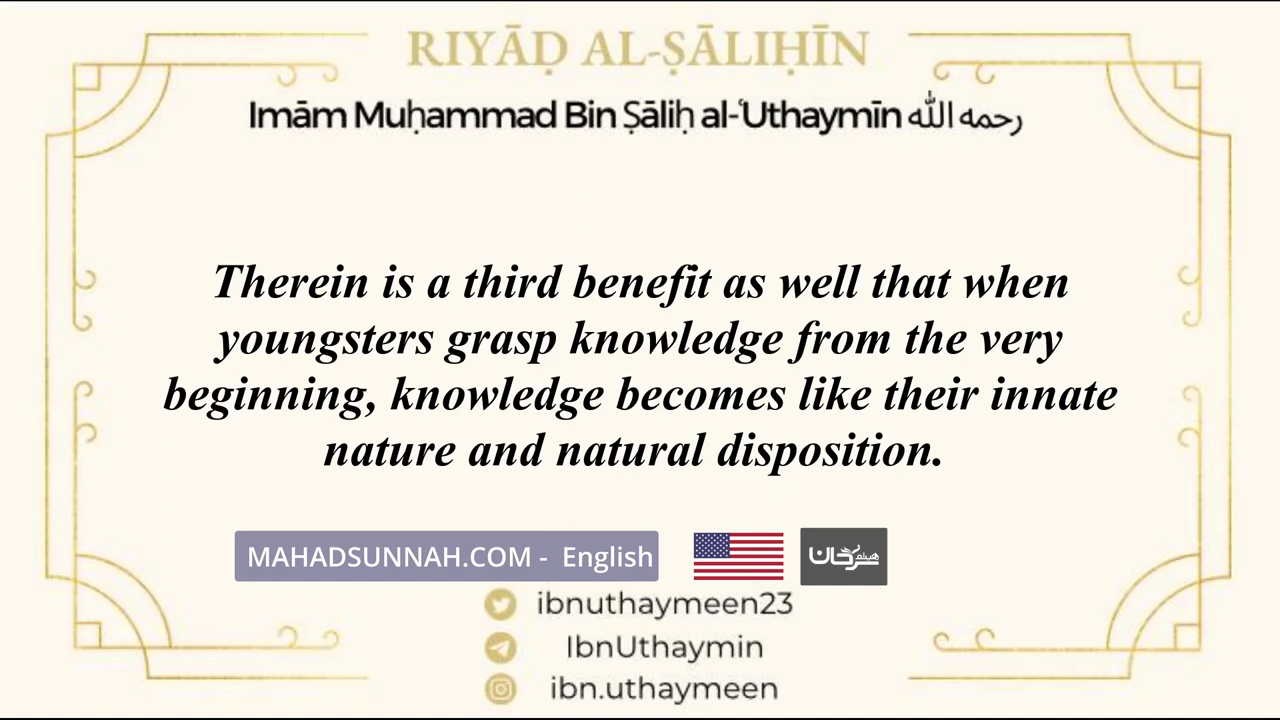 RIYĀḌ AL-ṢĀLIḤĪN
Imām Muḥammad Bin Ṣāliḥ al-ʿUthaymīn رحمه الله
Therein is a third benefit as well that when
youngsters grasp knowledge from the very
beginning, knowledge becomes like their innate
nature and natural disposition.
MAHADSUNNAH.COM - English
هيثم سرحان
ibnuthaymeen23
IbnUthaymin
ibn.uthaymeen